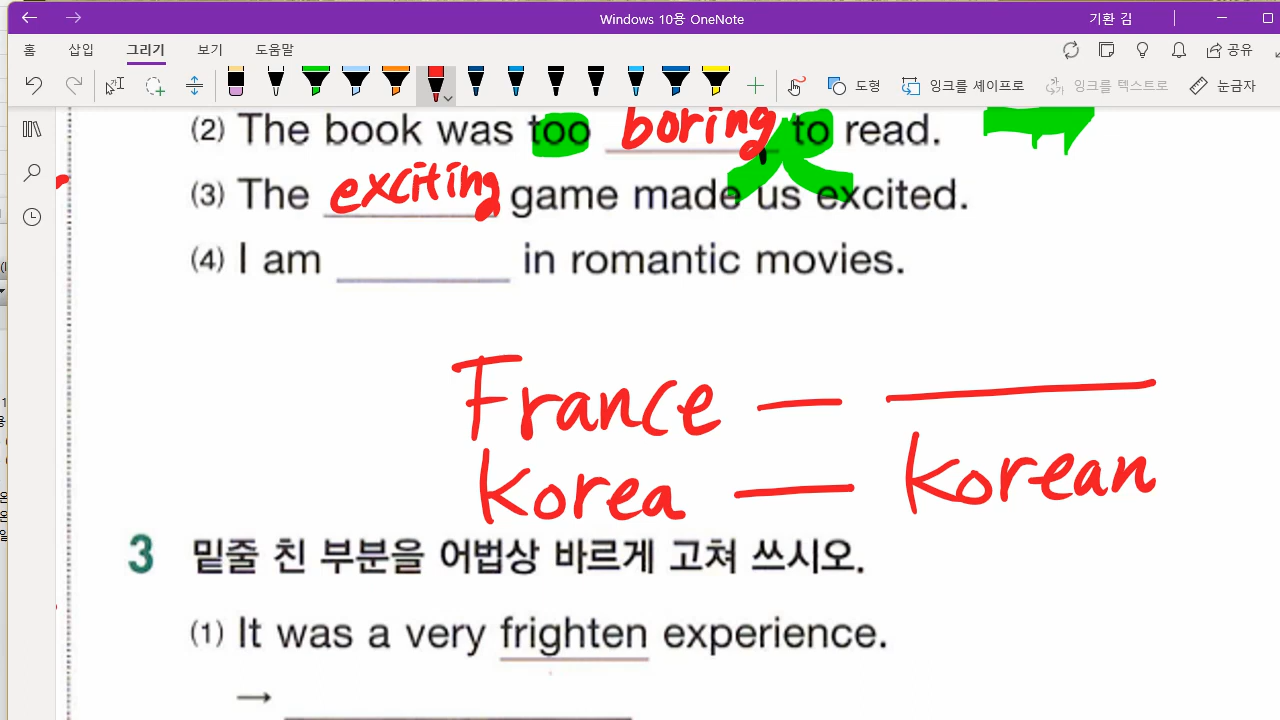 Windows 10용 OneNote 기환 김
홈 삽입 그리기 보기 도움말 공유
도형 잉크를 셰이프로 잉크를 텍스트로 눈금자
(2) The book was too boring to read.
(3) The exciting game made us excited.
(4) I am in romantic movies.
France —
Korea — Korean
3 밑줄 친 부분을 어법상 바르게 고쳐 쓰시오.
(1) It was a very frighten experience.
→